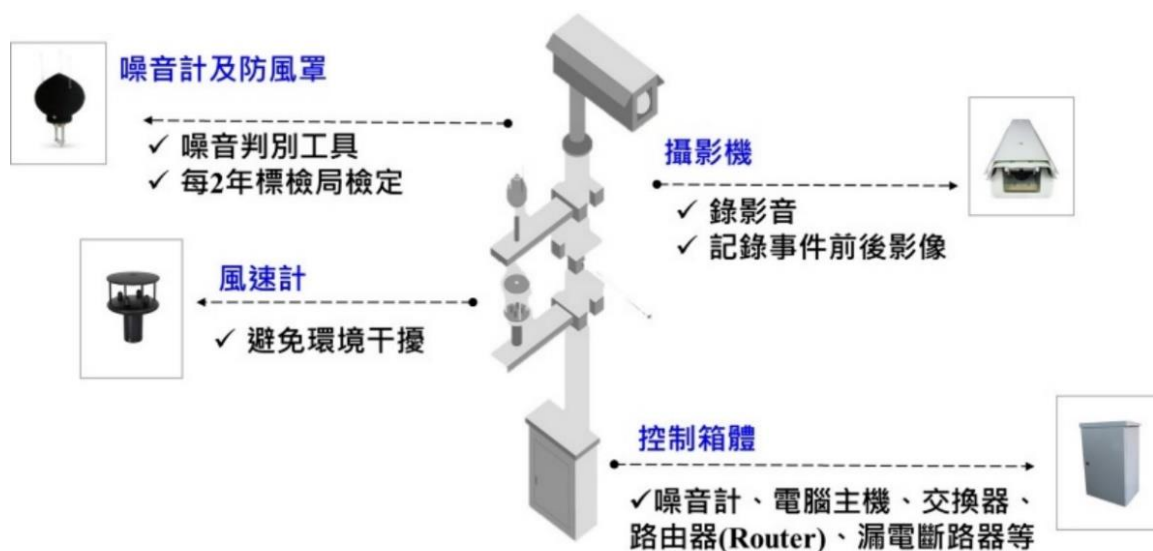 噪音計及防風罩
✓ 噪音判別工具
✓ 每2年標檢局檢定
攝影機
✓ 錄影音
✓ 記錄事件前後影像
風速計
✓ 避免環境干擾
控制箱體
✓噪音計、電腦主機、交換器、
路由器(Router)、漏電斷路器等